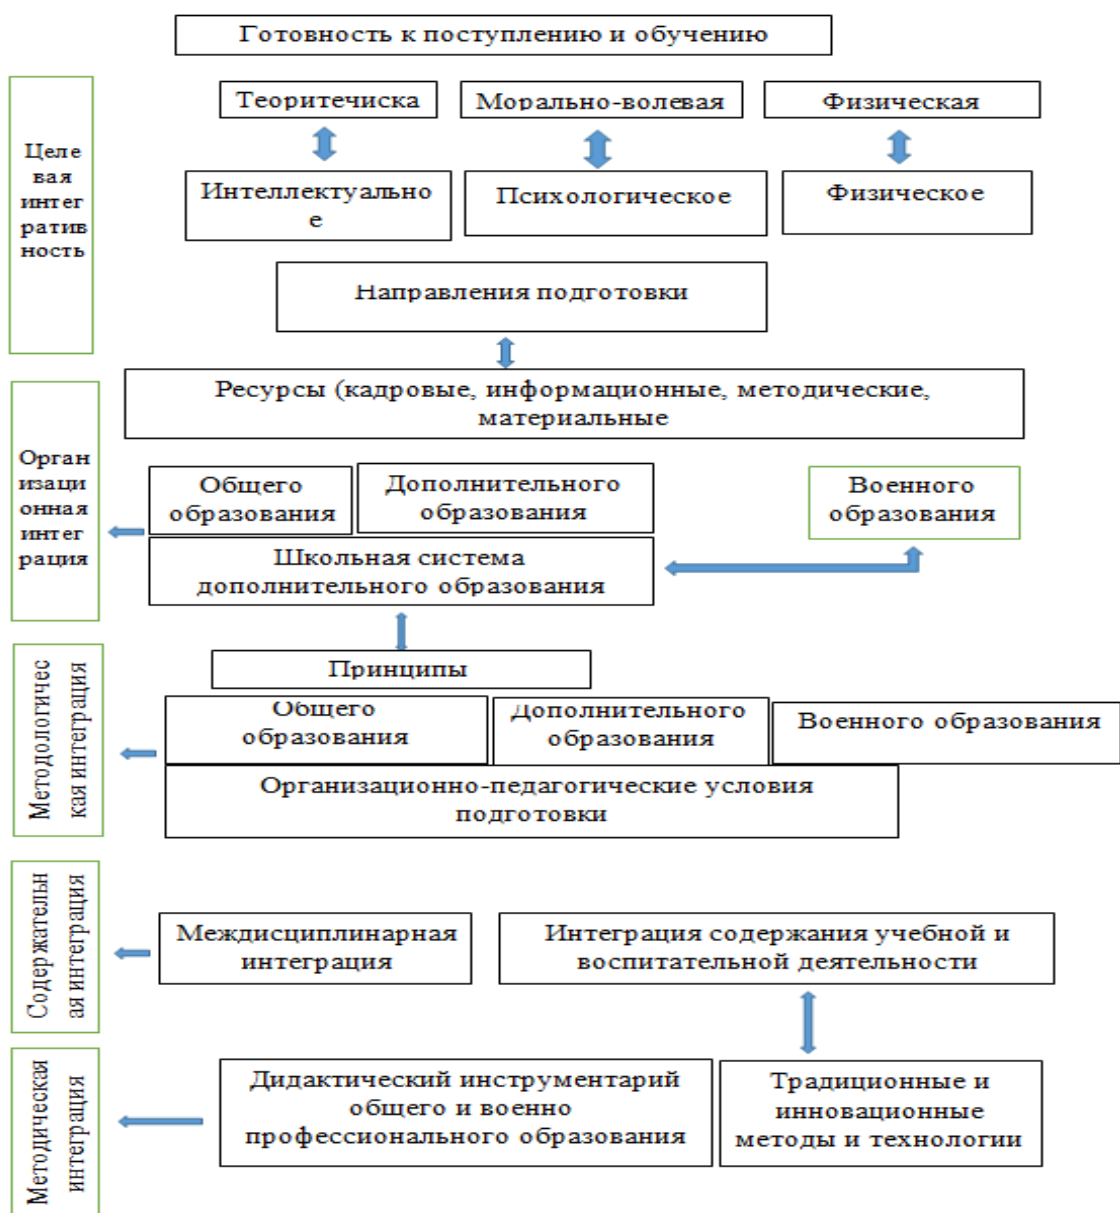 Готовность к поступлению и обучению
Теоритечиска
Морально-волевая
Физическая
Целе
вая
интег
ратив
ность
Интеллектуально
е
Психологическое
Физическое
Направления подготовки
Ресурсы (кадровые, информационные, методические,
материальные
Орган
изаци
онная
интег
рация
Общего
образования
Дополнительного
образования
Военного
образования
Школьная система
дополнительного образования
Методологичес
кая интеграция
Принципы
Общего
образования
Дополнительного
образования
Военного образования
Организационно-педагогические условия
подготовки
Содержательн
ая интеграция
Междисциплинарная
интеграция
Интеграция содержания учебной и
воспитательной деятельности
Методическая
интеграция
Дидактический инструментарий
общего и военно
профессионального образования
Традиционные и
инновационные
методы и технологии